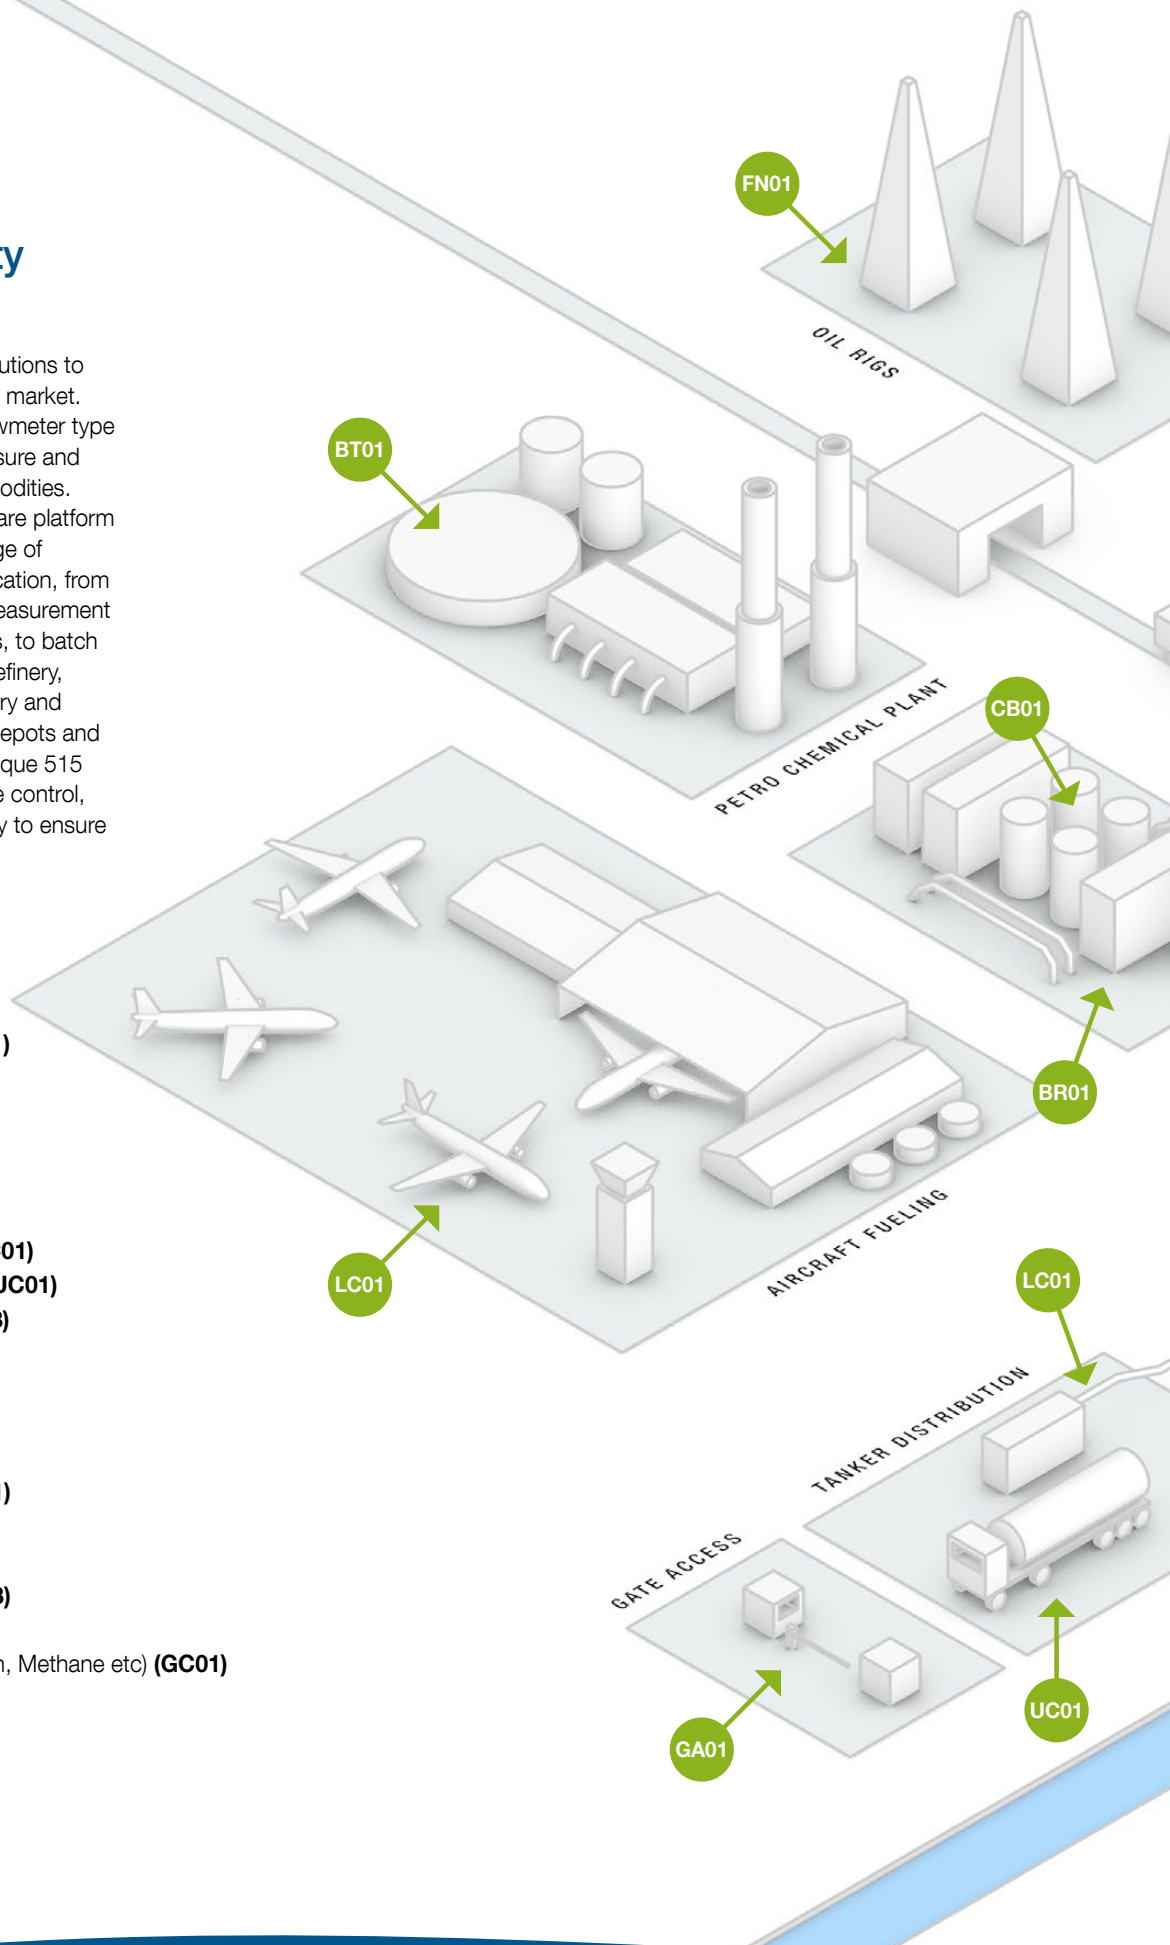 ty
utions to
market.
wmeter type
sure and
odities.
are platform
ge of
cation, from
easurement
s, to batch
efinery,
ry and
epots and
que 515
e control,
y to ensure
)
01)
UC01)
)
)
)
n, Methane etc) (GC01)
FN01
OIL RIGS
BT01
PETRO CHEMICAL PLANT
CB01
BR01
LC01
AIRCRAFT FUELING
LC01
TANKER DISTRIBUTION
GATE ACCESS
UC01
GA01